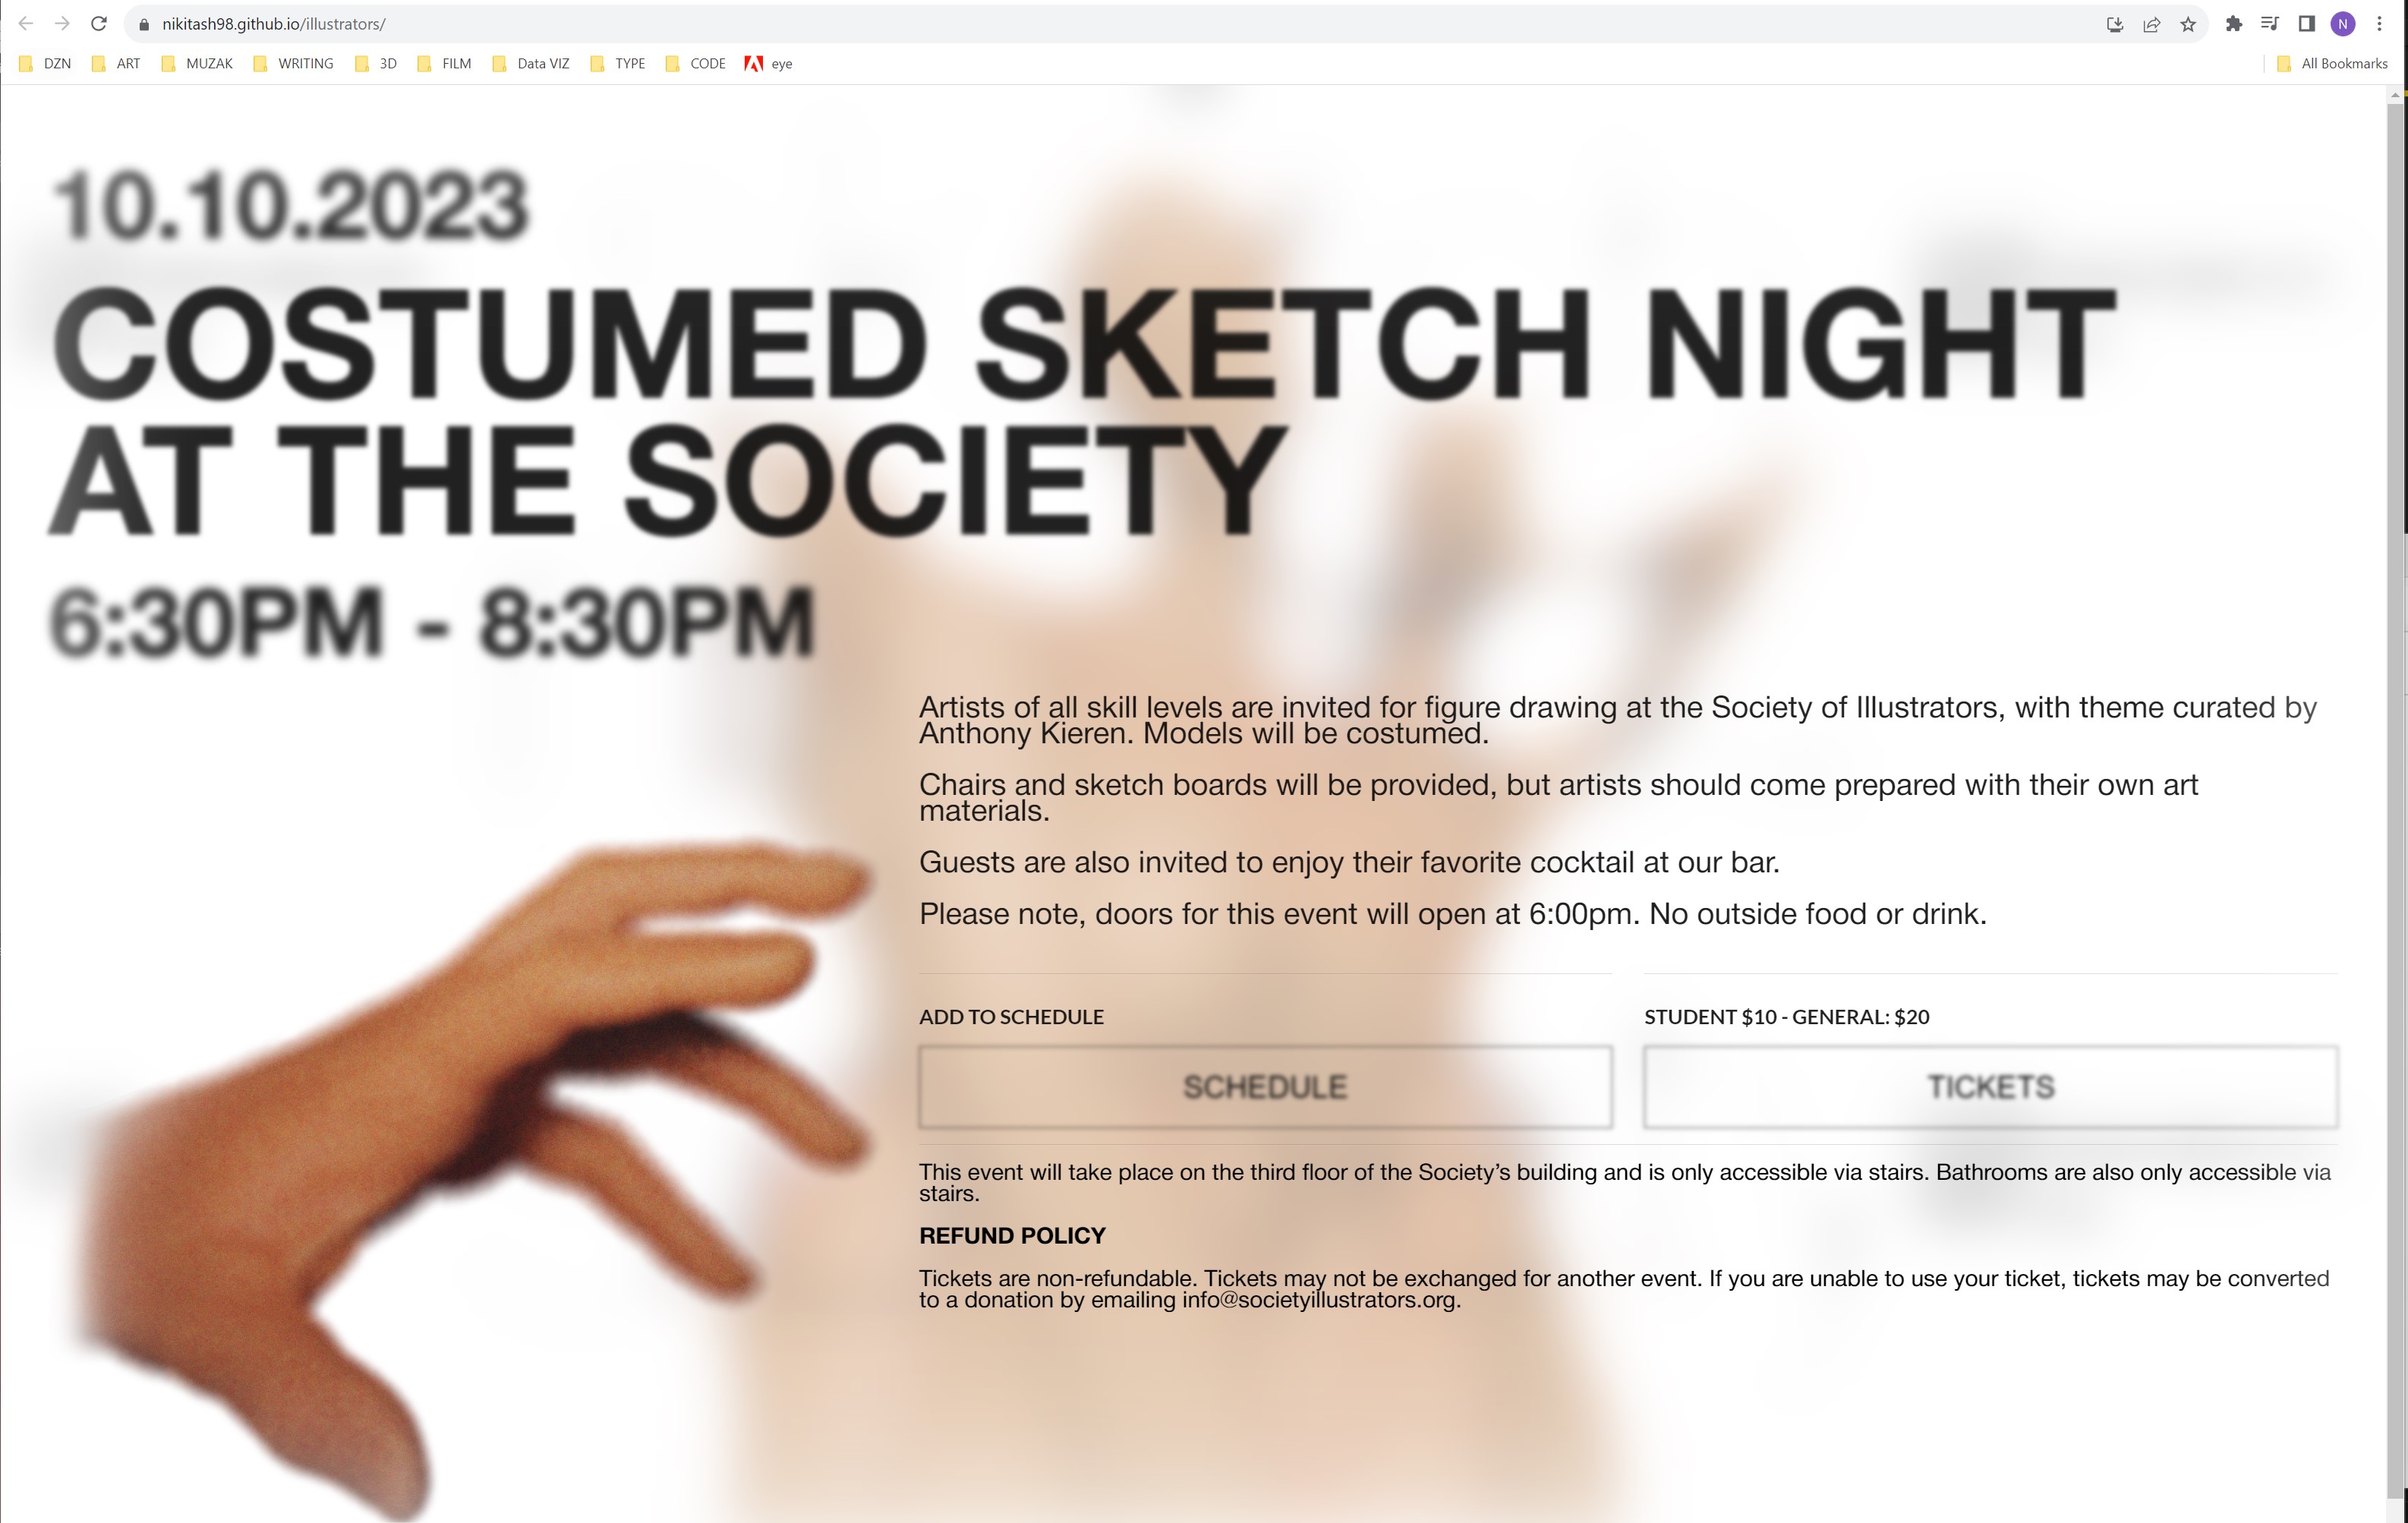 nikitash98.github.io/illustrators/
N
DZN ART MUZAK WRITING 3D FILM Data VIZ TYPE CODE eye All Bookmarks
10.10.2023
COSTUMED SKETCH NIGHT
AT THE SOCIETY
6:30PM - 8:30PM
Artists of all skill levels are invited for figure drawing at the Society of Illustrators, with theme curated by
Anthony Kieren. Models will be costumed.
Chairs and sketch boards will be provided, but artists should come prepared with their own art
materials.
Guests are also invited to enjoy their favorite cocktail at our bar.
Please note, doors for this event will open at 6:00pm. No outside food or drink.
ADD TO SCHEDULE
STUDENT $10 - GENERAL: $20
SCHEDULE
TICKETS
This event will take place on the third floor of the Society’s building and is only accessible via stairs. Bathrooms are also only accessible via
stairs.
REFUND POLICY
Tickets are non-refundable. Tickets may not be exchanged for another event. If you are unable to use your ticket, tickets may be converted
to a donation by emailing info@societyillustrators.org.